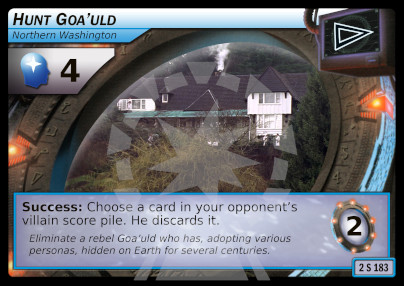 HUNT GOA'ULD
Northern Washington
4
Success: Choose a card in your opponent's
villain score pile. He discards it.
2
Eliminate a rebel Goa'uld who has, adopting various
personas, hidden on Earth for several centuries.
2 S 183